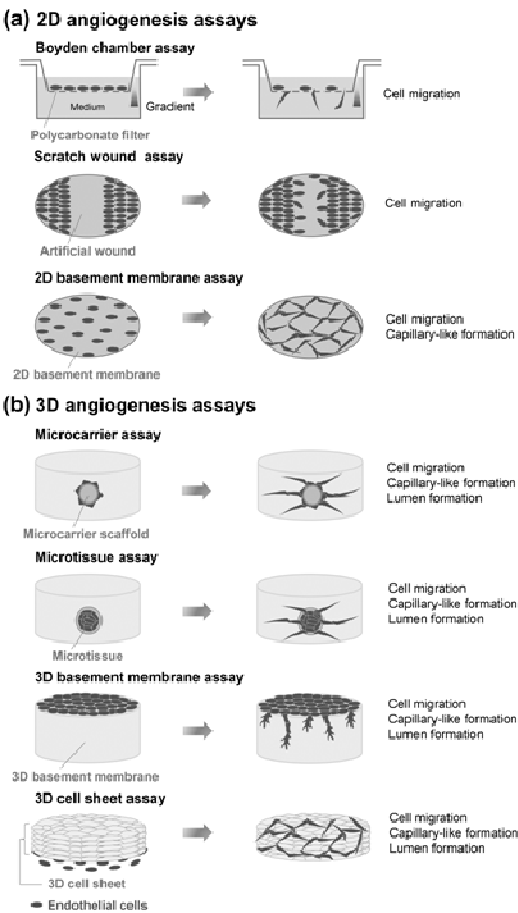 (a) 2D angiogenesis assays
Boyden chamber assay
Medium
Gradient
Cell migration
Polycarbonate filter
Scratch wound assay
Cell migration
Artificial wound
2D basement membrane assay
Cell migration
Capillary-like formation
2D basement membrane
(b) 3D angiogenesis assays
Microcarrier assay
Cell migration
Capillary-like formation
Lumen formation
Microcarrier scaffold
Microtissue assay
Cell migration
Capillary-like formation
Lumen formation
Microtissue
3D basement membrane assay
Cell migration
Capillary-like formation
Lumen formation
3D basement membrane
3D cell sheet assay
Cell migration
Capillary-like formation
Lumen formation
3D cell sheet
Endothelial cells